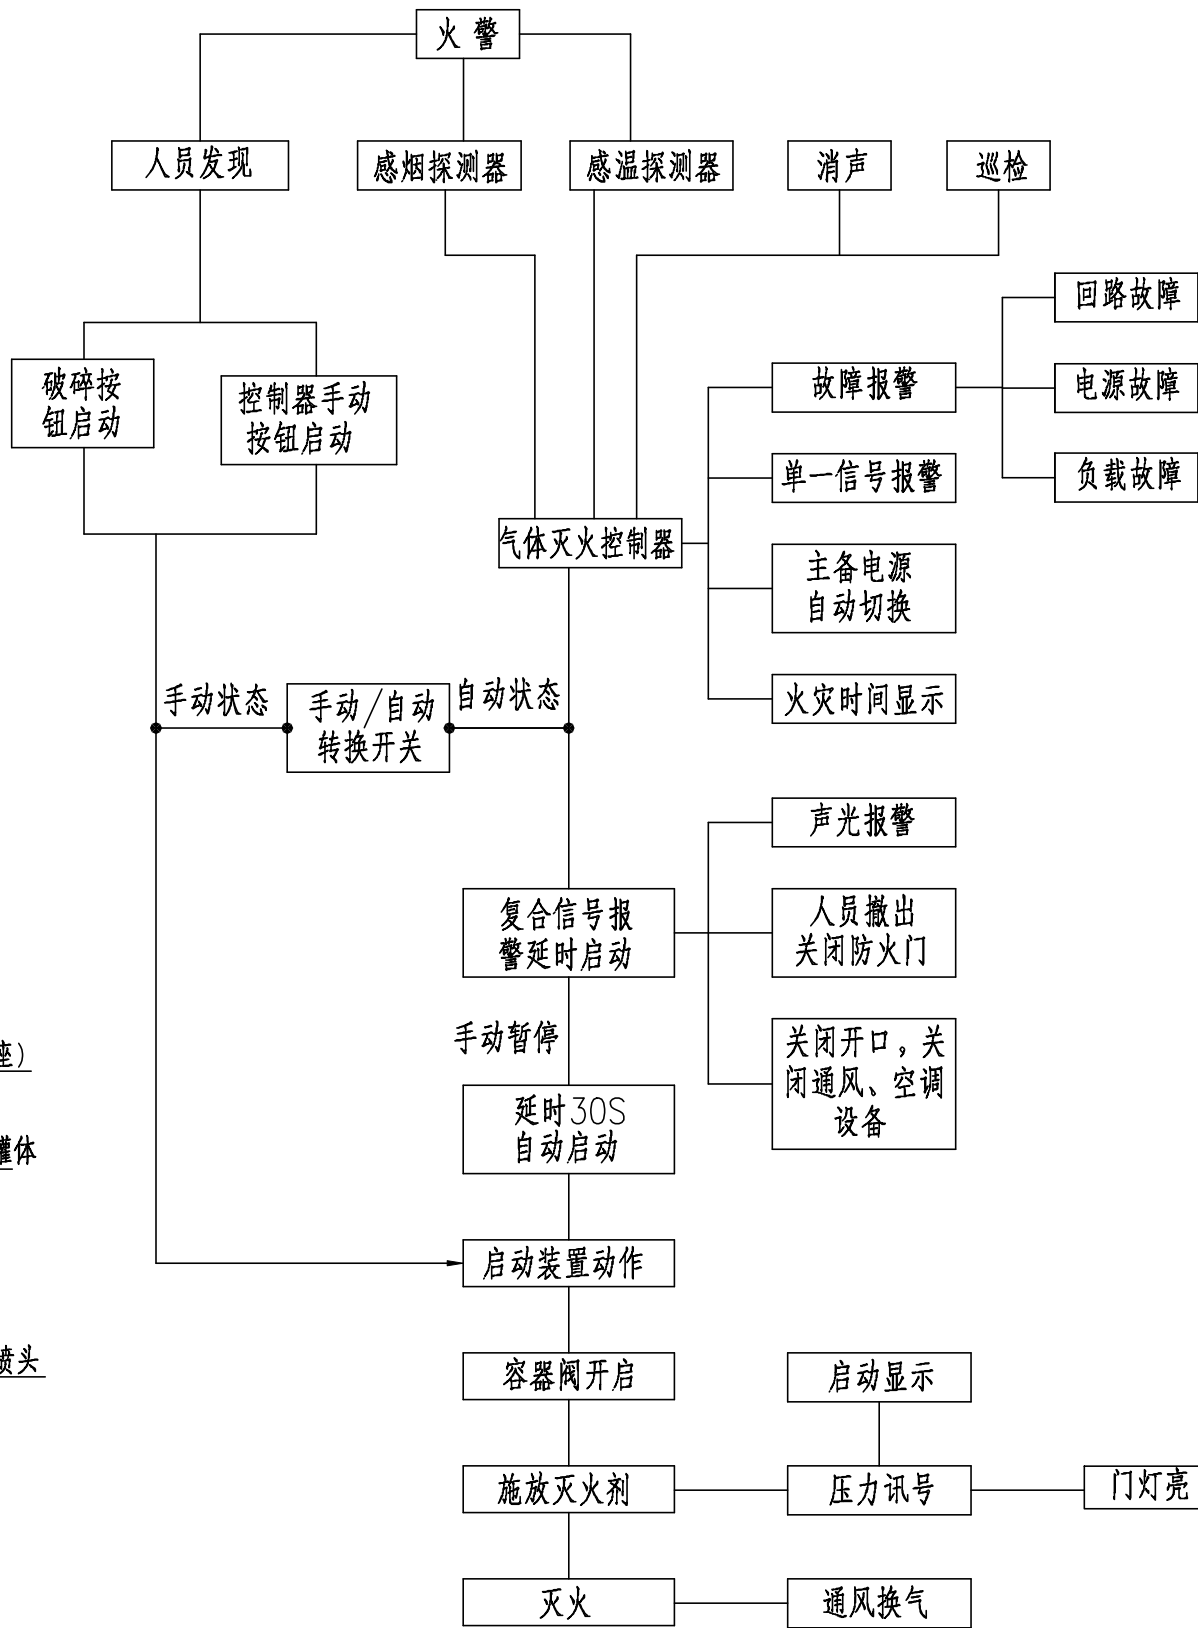 火警
人员发现
感烟探测器
感温探测器
消声
巡检
回路故障
破碎按
钮启动
控制器手动
按钮启动
故障报警
电源故障
单一信号报警
负载故障
气体灭火控制器
主备电源
自动切换
手动状态
手动/自动
转换开关
自动状态
火灾时间显示
声光报警
复合信号报
警延时启动
人员撤出
关闭防火门
手动暂停
关闭开口，关
闭通风、空调
设备
座)
延时30S
自动启动
罐体
启动装置动作
喷头
容器阀开启
启动显示
施放灭火剂
压力讯号
门灯亮
灭火
通风换气